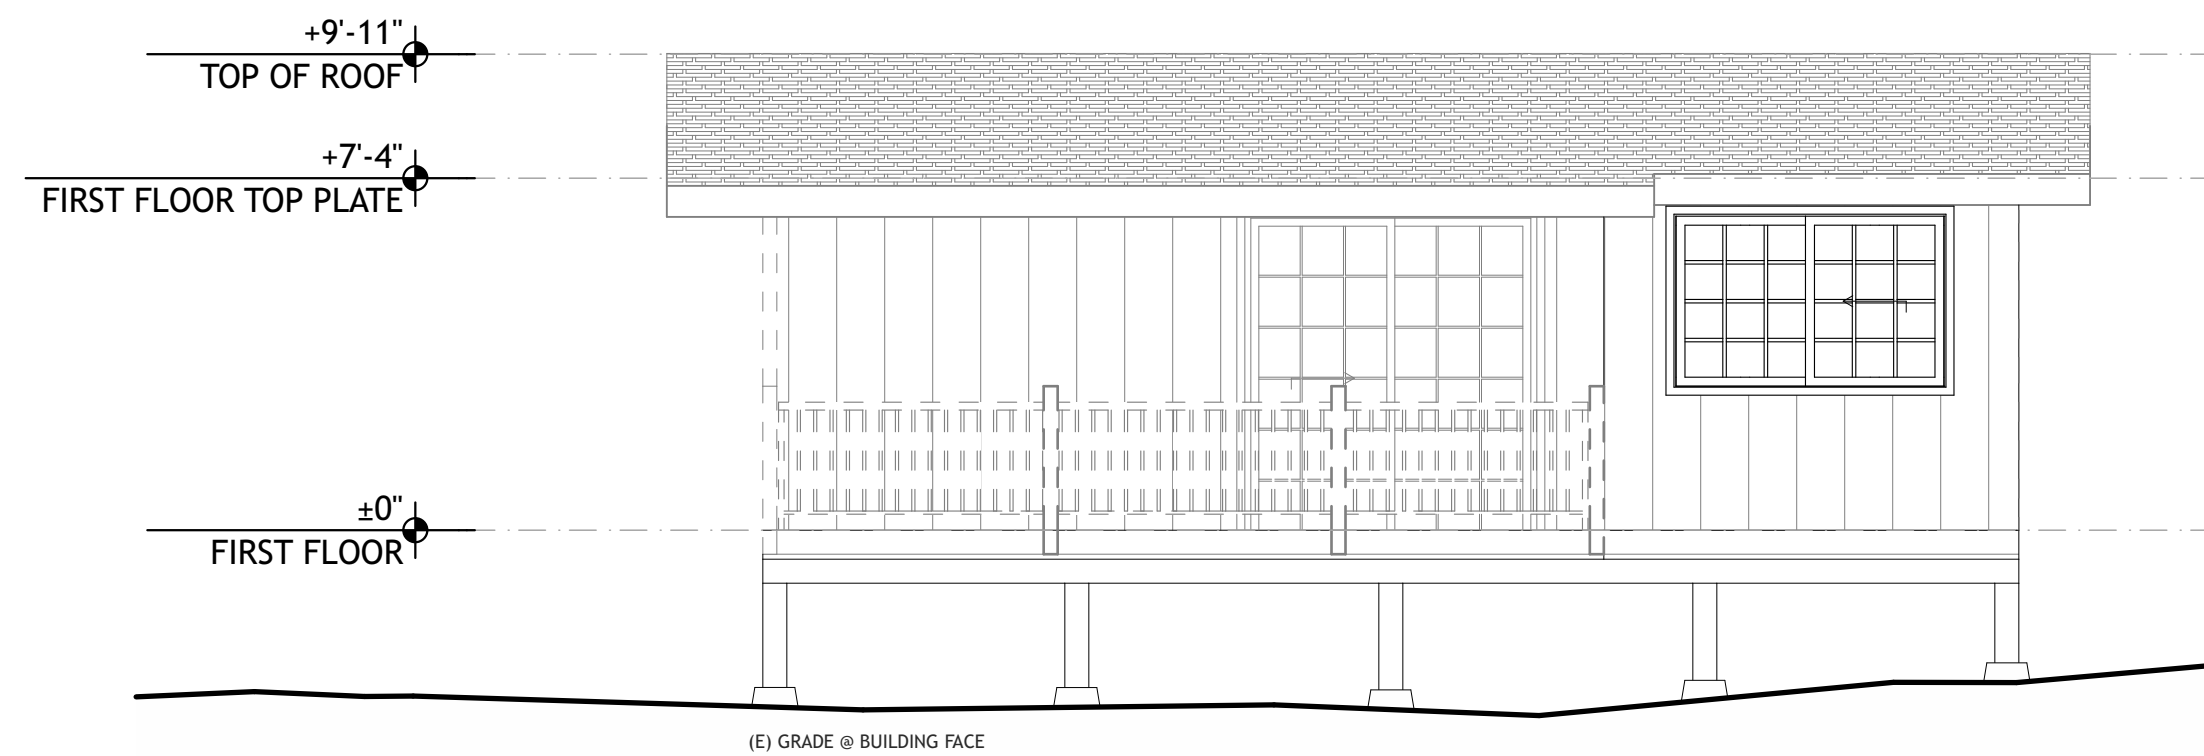 +9'-11"
TOP OF ROOF
+7'-4"
FIRST FLOOR TOP PLATE
±0"
FIRST FLOOR
(E) GRADE @ BUILDING FACE